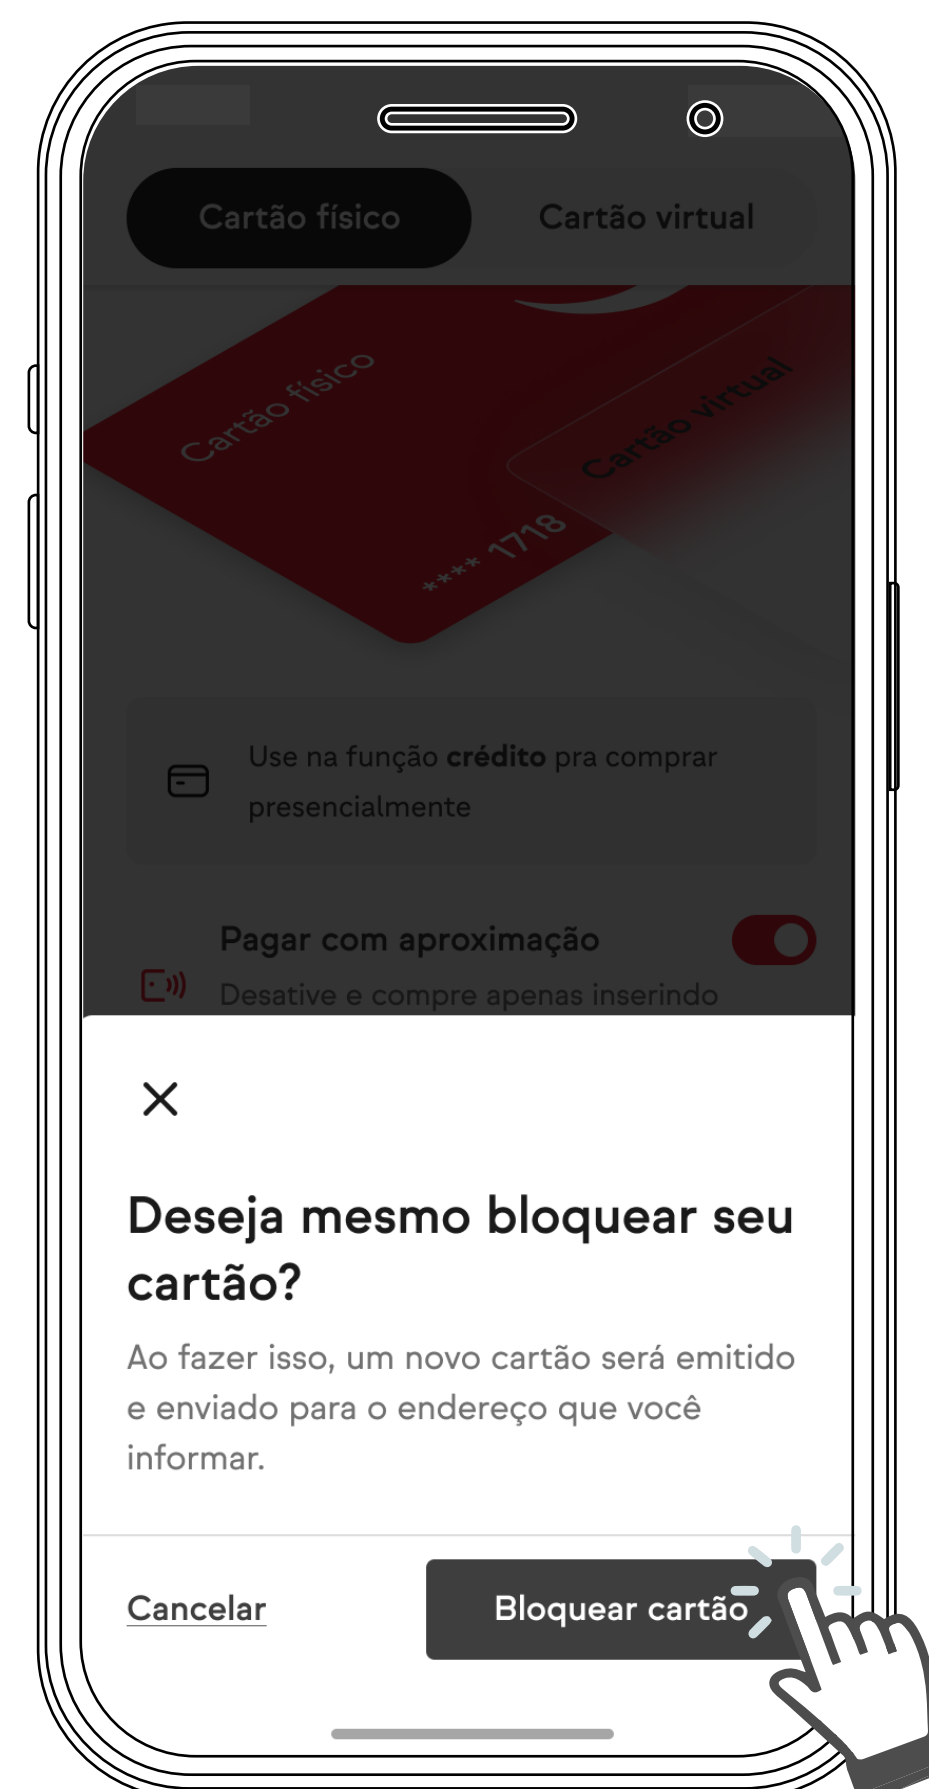 Cartão físico
Cartão virtual
Cartão físico
Cartão virtual
**** 1718
Use na função crédito pra comprar
presencialmente
Pagar com aproximação
Desative e compre apenas inserindo
Deseja mesmo bloquear seu
cartão?
Ao fazer isso, um novo cartão será emitido
e enviado para o endereço que você
informar.
Cancelar
Bloquear cartão